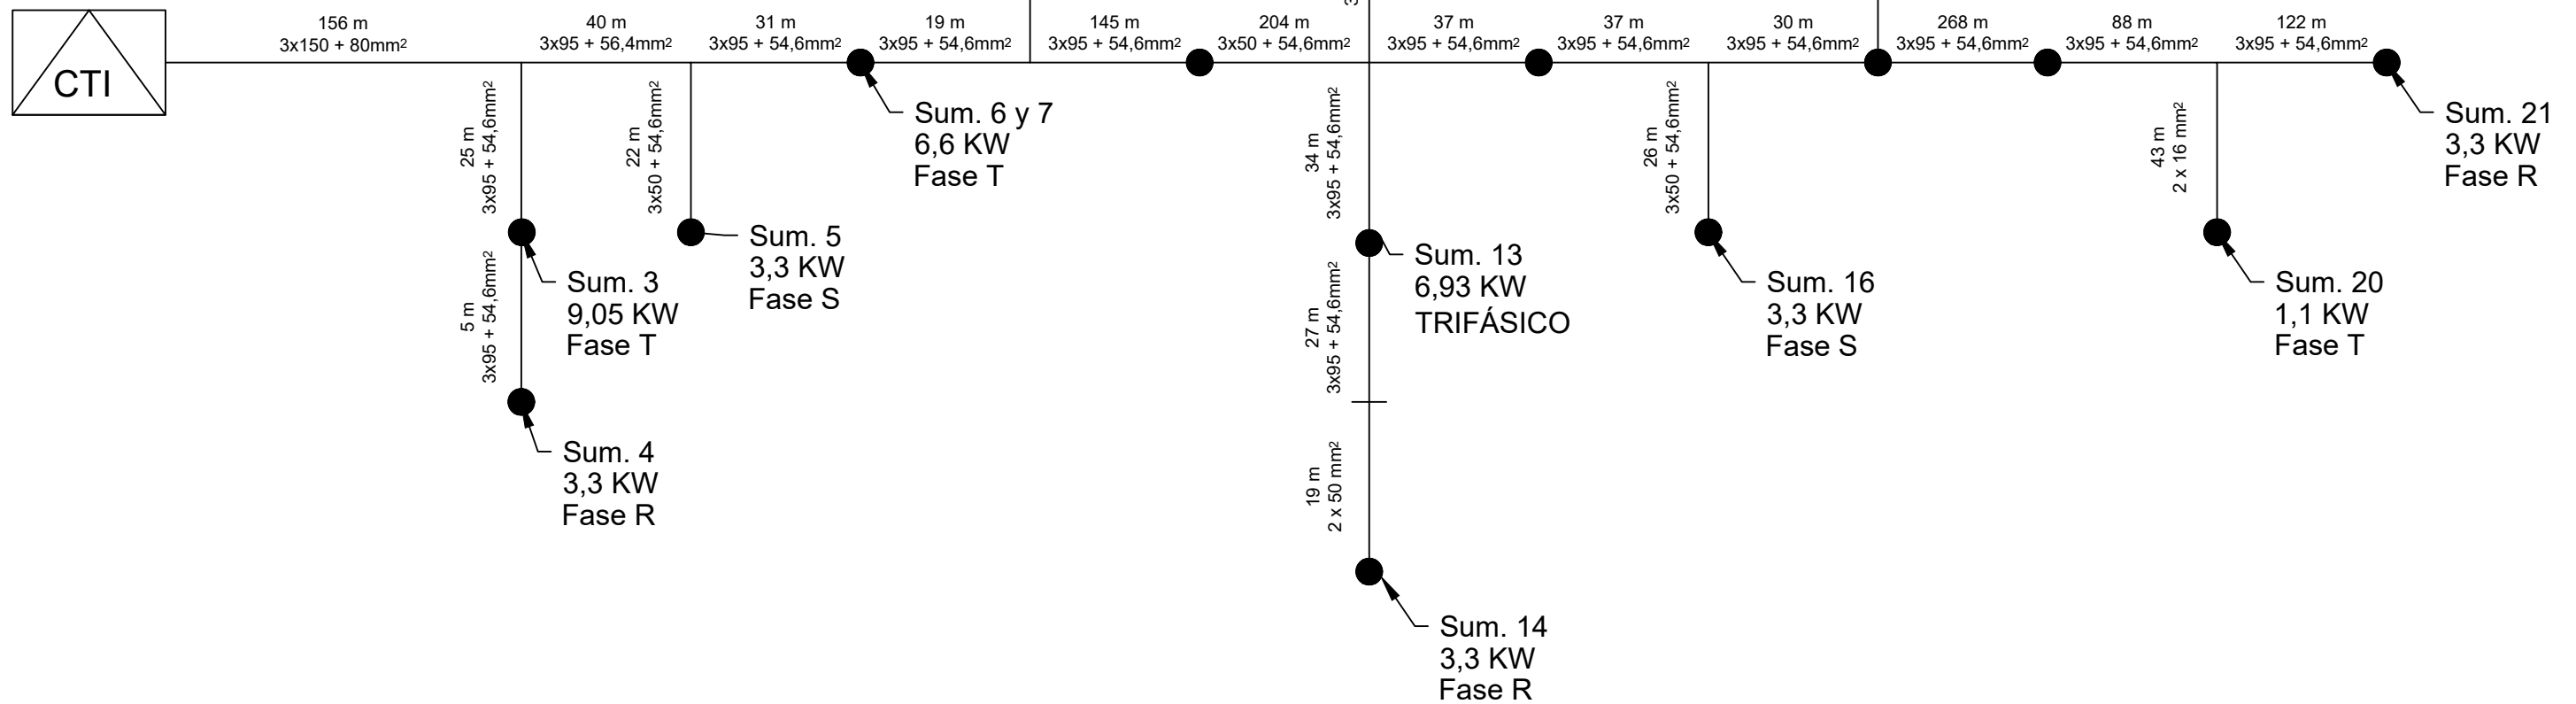 CTI
156 m
3x150 + 80mm²
40 m
3x95 + 56,4mm²
31 m
3x95 + 54,6mm²
19 m
3x95 + 54,6mm²
145 m
3x95 + 54,6mm²
204 m
3x50 + 54,6mm²
37 m
3x95 + 54,6mm²
37 m
3x95 + 54,6mm²
30 m
3x95 + 54,6mm²
268 m
3x95 + 54,6mm²
88 m
3x95 + 54,6mm²
122 m
3x95 + 54,6mm²
25 m
3x95 + 54,6mm²
Sum. 3
9,05 KW
Fase T
5 m
3x95 + 54,6mm²
Sum. 4
3,3 KW
Fase R
22 m
3x50 + 54,6mm²
Sum. 5
3,3 KW
Fase S
Sum. 6 y 7
6,6 KW
Fase T
34 m
3x95 + 54,6mm²
Sum. 13
6,93 KW
TRIFÁSICO
27 m
3x95 + 54,6mm²
19 m
2 x 50 mm²
Sum. 14
3,3 KW
Fase R
26 m
3x50 + 54,6mm²
Sum. 16
3,3 KW
Fase S
43 m
2 x 16 mm²
Sum. 20
1,1 KW
Fase T
Sum. 21
3,3 KW
Fase R